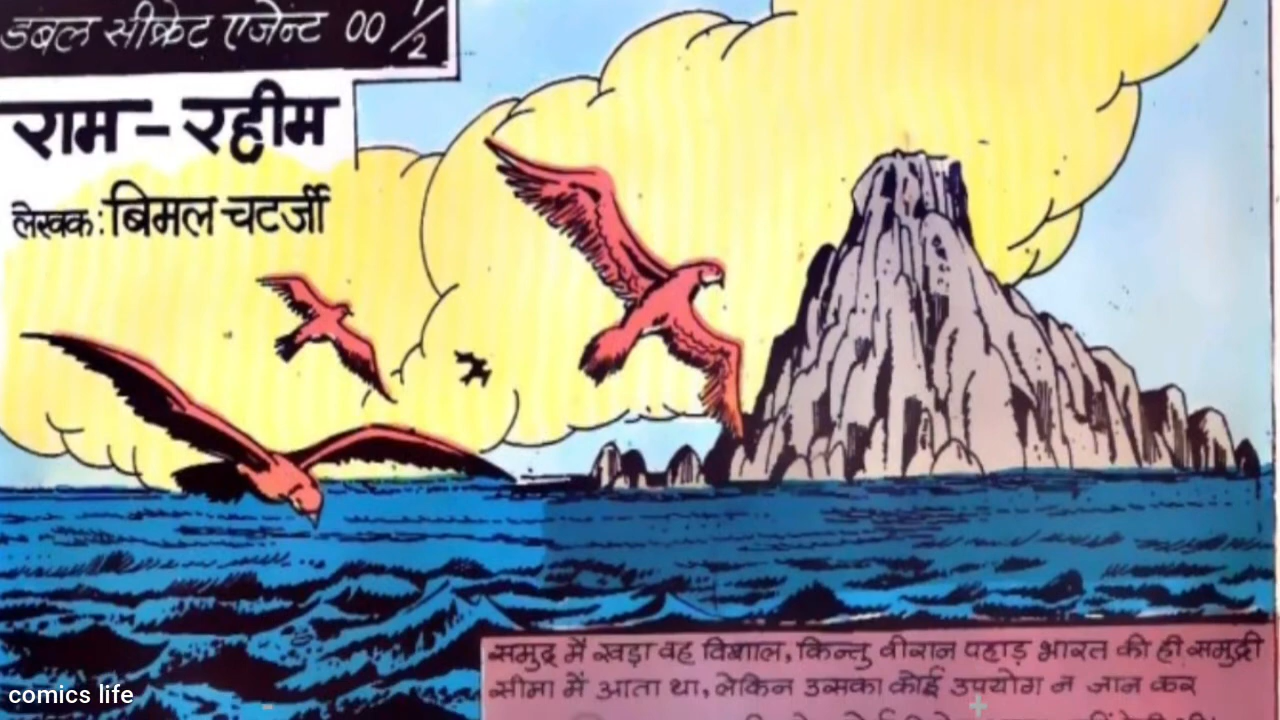 डबल सीक्रेट एजेन्ट 00 1/2
राम - रहीम
लेखक: बिमल चटर्जी
समुद्र में खड़ा वह विशाल, किन्तु वीरान पहाड़ भारत की ही समुद्री
सीमा में आता था, लेकिन उसका कोई उपयोग न जान कर
comics life